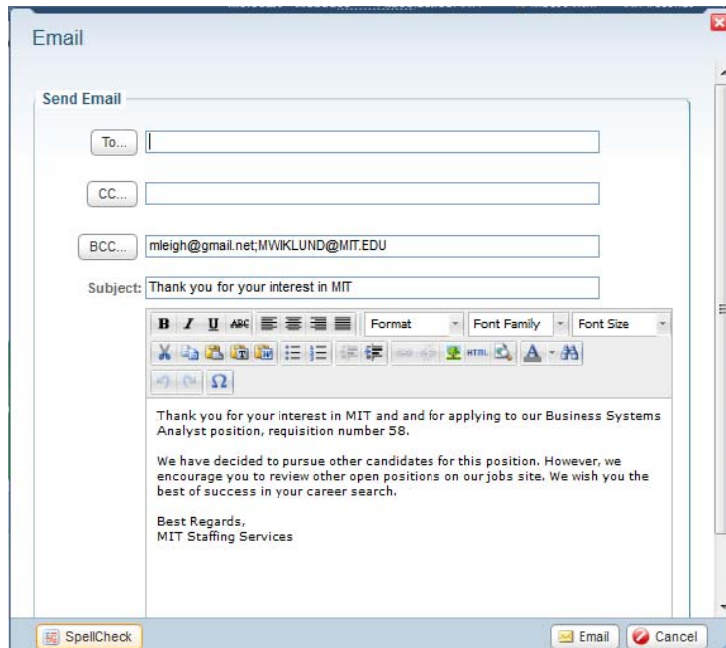 Email
Send Email
To...
CC...
BCC... mleigh@gmail.net;MWIKLUND@MIT.EDU
Subject: Thank you for your interest in MIT
B I U ABC Format Font Family Font Size
HTML A
Ω
Thank you for your interest in MIT and and for applying to our Business Systems
Analyst position, requisition number 58.
We have decided to pursue other candidates for this position. However, we
encourage you to review other open positions on our jobs site. We wish you the
best of success in your career search.
Best Regards,
MIT Staffing Services
SpellCheck Email Cancel